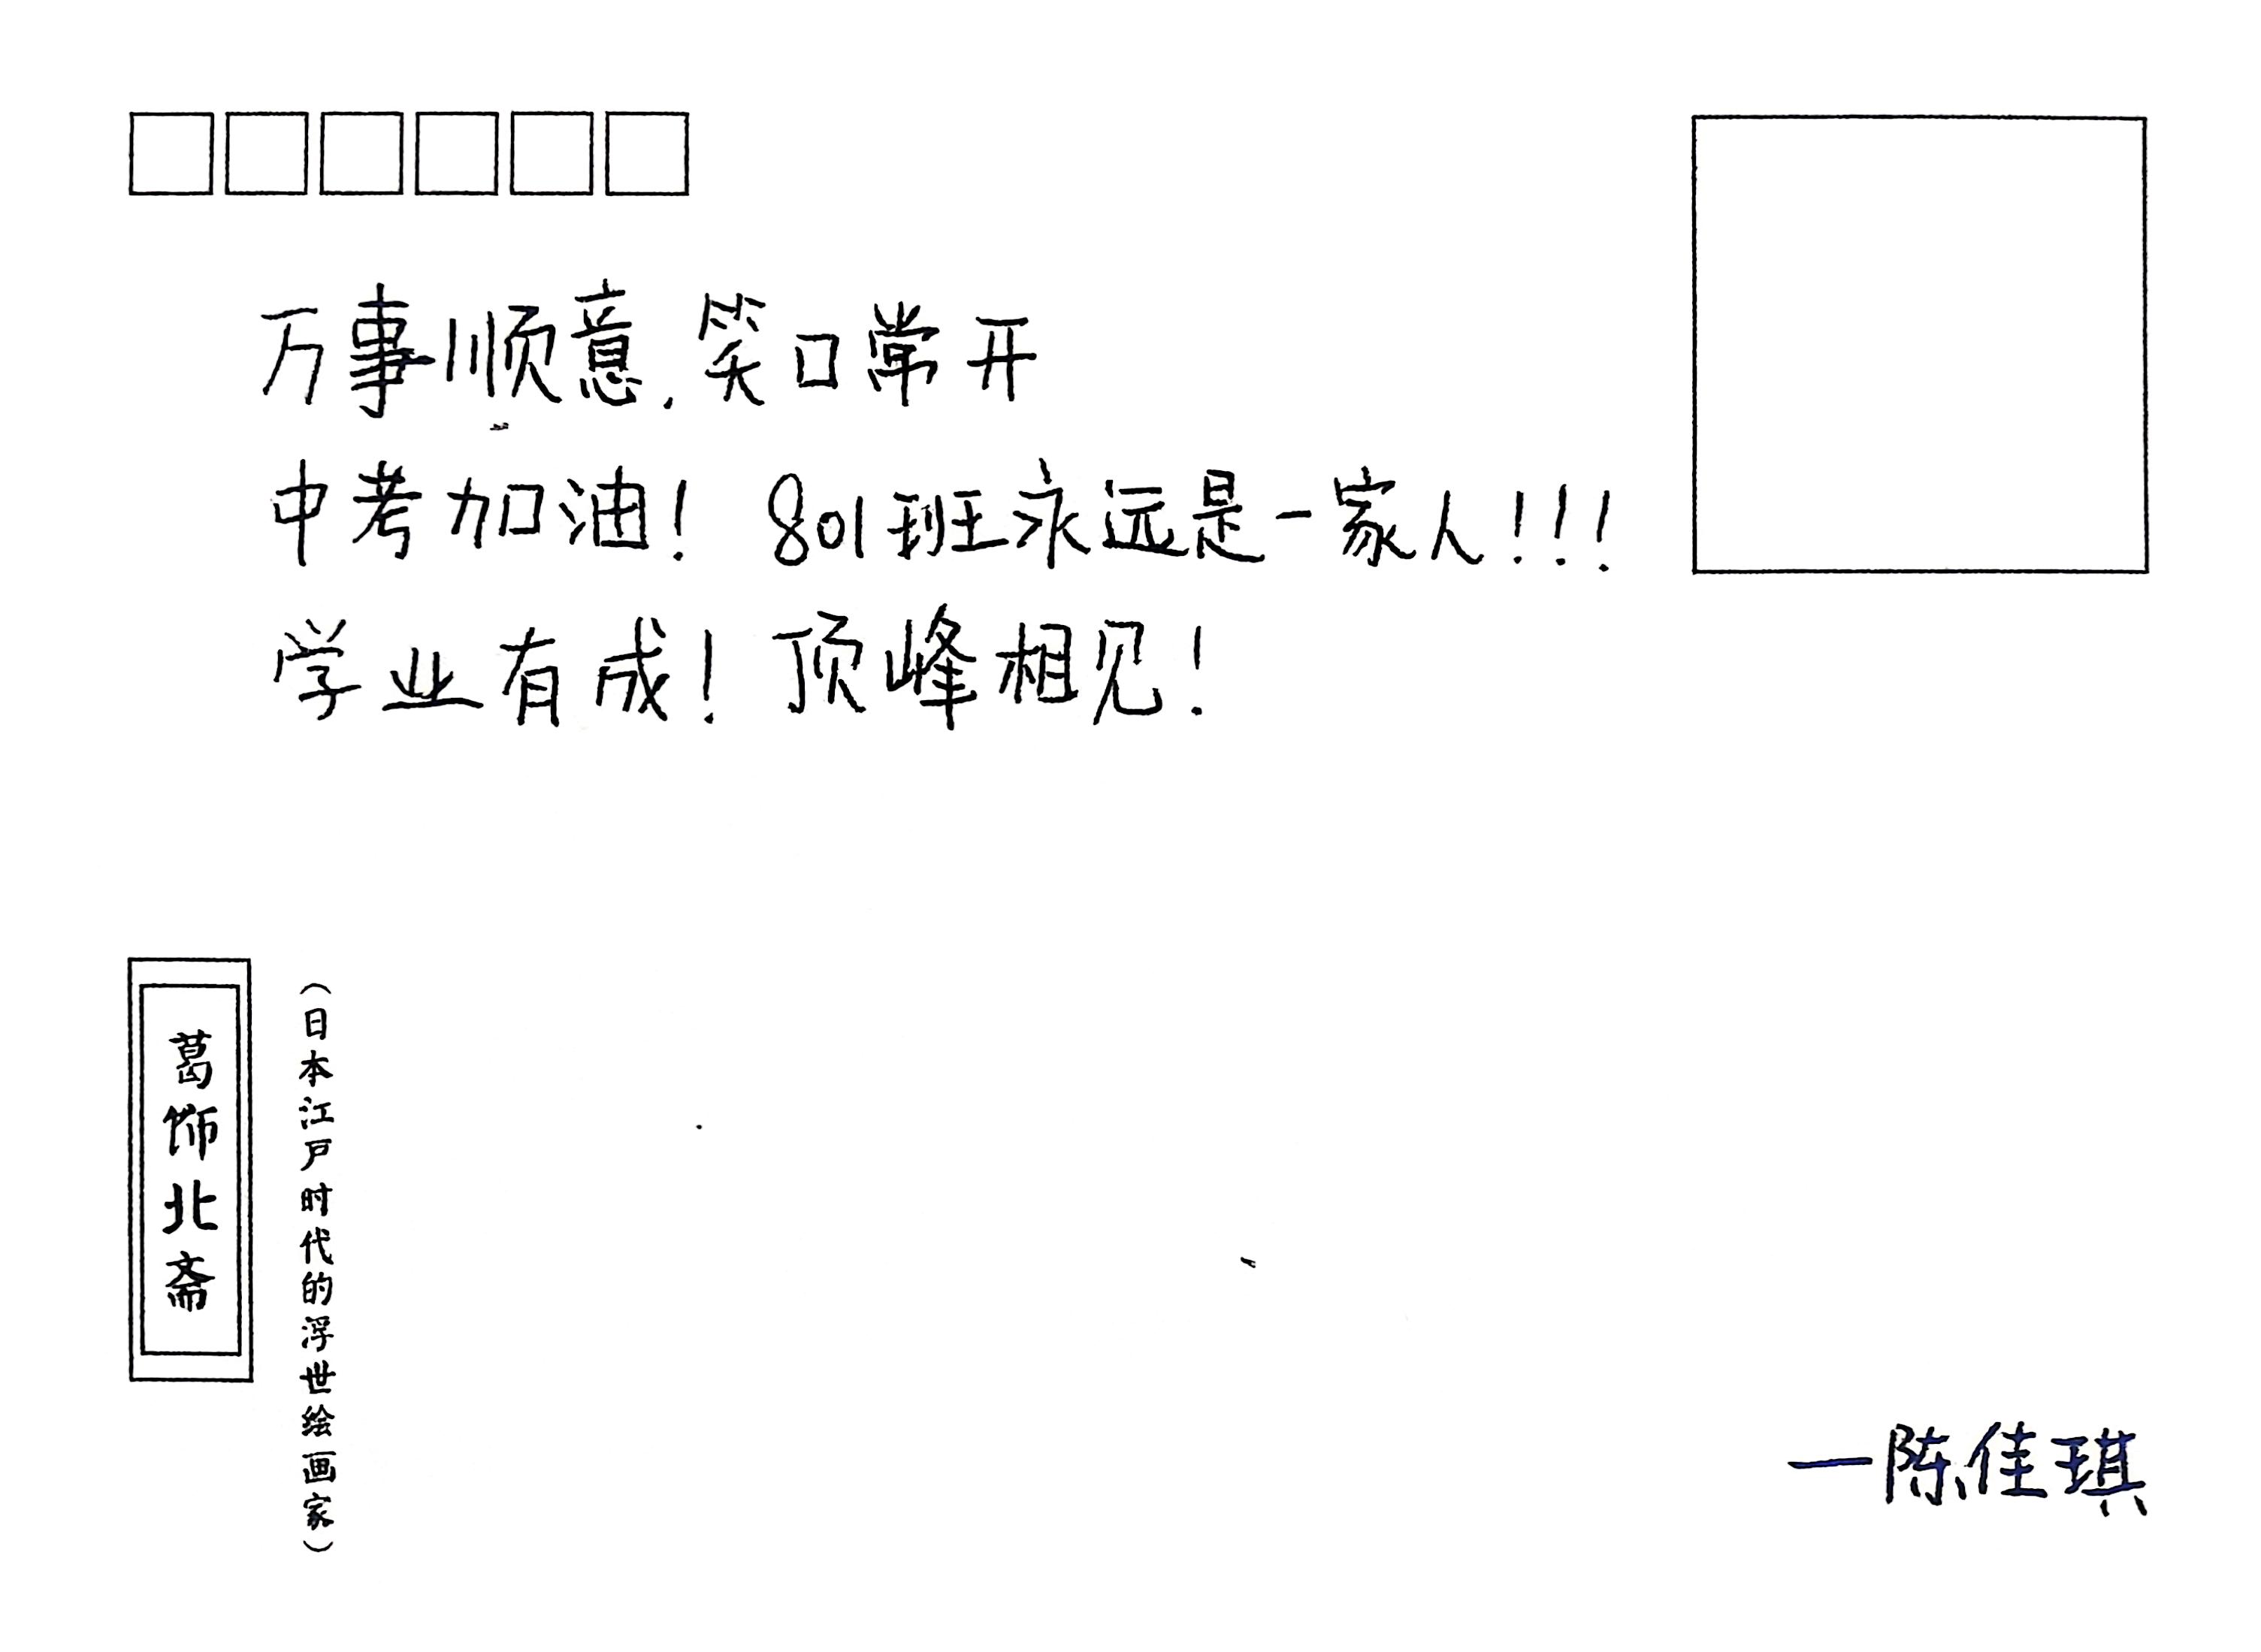 万事顺意,笑口常开
中考加油! 801班永远是一家人!!!
学业有成! 顶峰相见!
葛饰北斋
(日本江户时代的浮世绘画家)
—陈佳琪